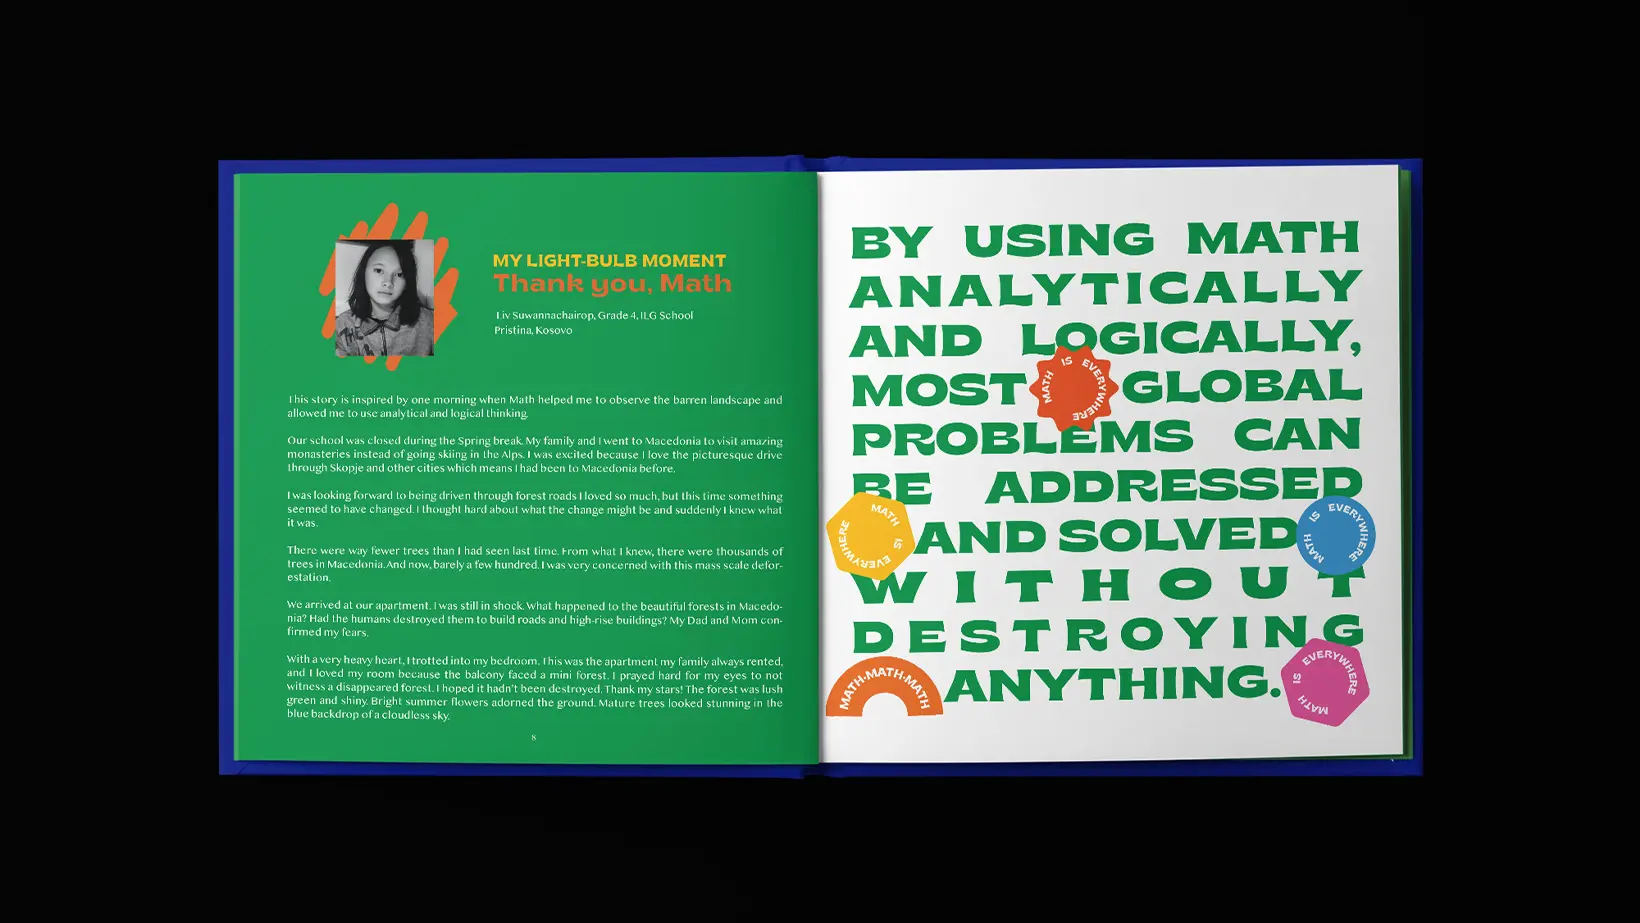 MY LIGHT-BULB MOMENT
Thank you, Math
Liv Suwannachairop, Grade 4, ILG School
Pristina, Kosovo
This story is inspired by one morning when Math helped me to observe the barren landscape and
allowed me to use analytical and logical thinking.
Our school was closed during the Spring break. My family and I went to Macedonia to visit amazing
monasteries instead of going skiing in the Alps. I was excited because I love the picturesque drive
through Skopje and other cities which means I had been to Macedonia before.
I was looking forward to being driven through forest roads I loved so much, but this time something
seemed to have changed. I thought hard about what the change might be and suddenly I knew what
it was.
There were way fewer trees than I had seen last time. From what I knew, there were thousands of
trees in Macedonia. And now, barely a few hundred. I was very concerned with this mass scale defor-
estation.
We arrived at our apartment. I was still in shock. What happened to the beautiful forests in Macedo-
nia? Had the humans destroyed them to build roads and high-rise buildings? My Dad and Mom con-
firmed my fears.
With a very heavy heart, I trotted into my bedroom. This was the apartment my family always rented,
and I loved my room because the balcony faced a mini forest. I prayed hard for my eyes to not
witness a disappeared forest. I hoped it hadn't been destroyed. Thank my stars! The forest was lush
green and shiny. Bright summer flowers adorned the ground. Mature trees looked stunning in the
blue backdrop of a cloudless sky.
8
BY USING MATH
ANALYTICALLY
AND LOGICALLY,
MOST GLOBAL
PROBLEMS CAN
BE ADDRESSED
AND SOLVED
WITHOUT
DESTROYING
ANYTHING.
MATH IS EVERYWHERE
MATH IS EVERYWHERE
MATH IS EVERYWHERE
MATH·MATH·MATH
MATH IS EVERYWHERE